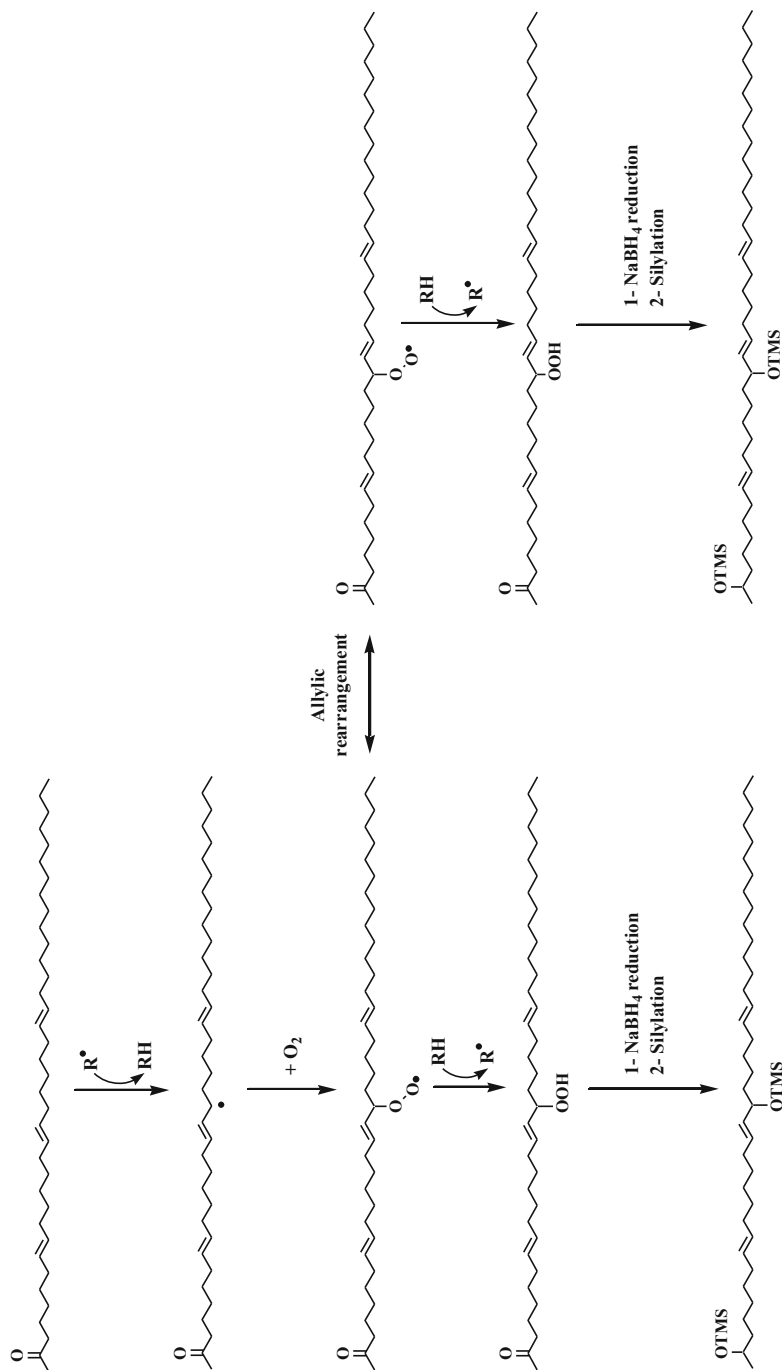 O
R•
RH
O
+ O2
O
O
O•
RH
R•
O
OOH
1- NaBH4 reduction
2- Silylation
OTMS
OTMS
Allylic
rearrangement
O
O
O•
RH
R•
O
OOH
1- NaBH4 reduction
2- Silylation
OTMS
OTMS